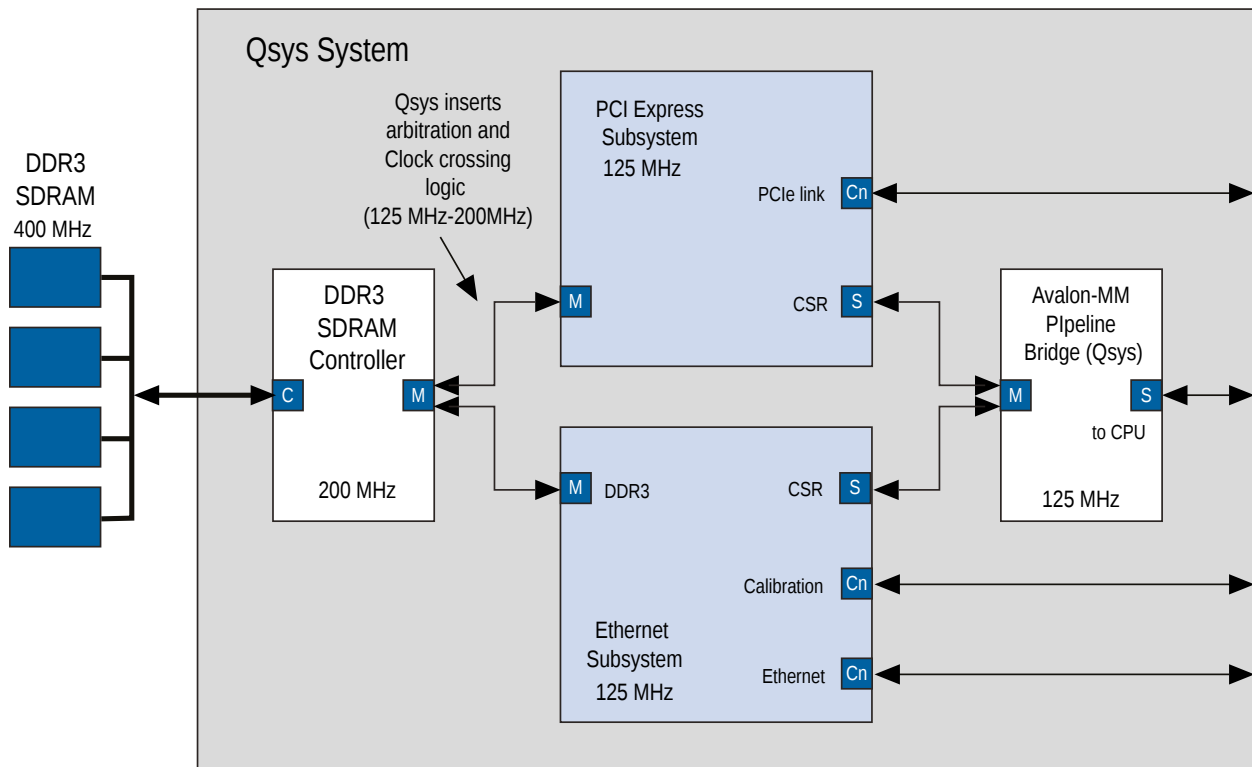 Qsys System
Qsys inserts
arbitration and
Clock crossing
logic
(125 MHz-200MHz)
DDR3
SDRAM
400 MHz
DDR3
SDRAM
Controller
C
M
200 MHz
PCI Express
Subsystem
125 MHz
PCIe link
Cn
M
CSR
S
M
DDR3
CSR
S
Calibration
Cn
Ethernet
Subsystem
125 MHz
Ethernet
Cn
Avalon-MM
PIpeline
Bridge (Qsys)
M
S
to CPU
125 MHz